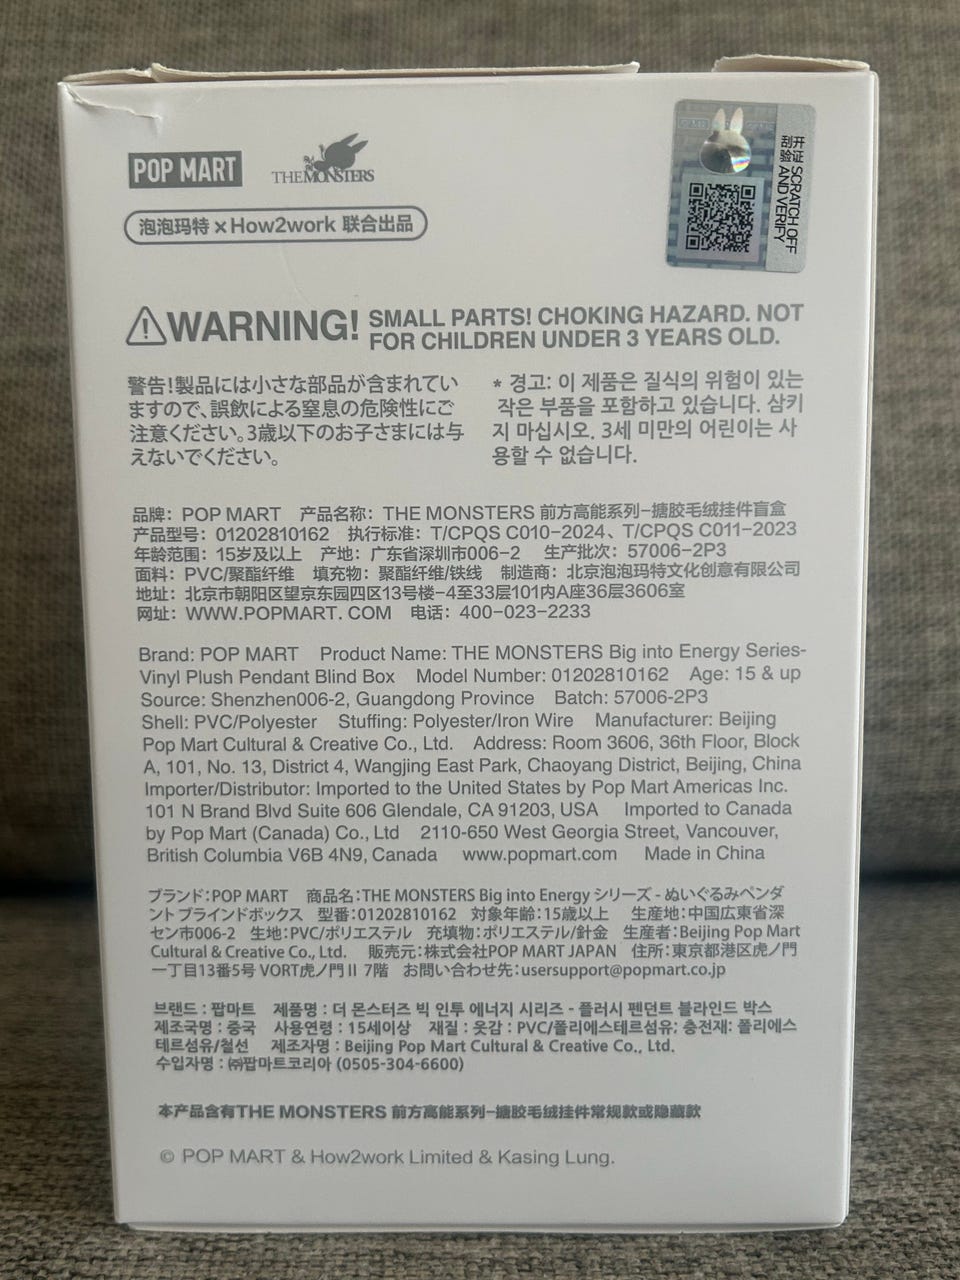 POP MART
THE MONSTERS
泡泡玛特 × How2work 联合出品
开涂 SCRATCH OFF
刮验 AND VERIFY
WARNING! SMALL PARTS! CHOKING HAZARD. NOT
FOR CHILDREN UNDER 3 YEARS OLD.
警告!製品には小さな部品が含まれてい
ますので、誤飲による窒息の危険性にご
注意ください。3歳以下のお子さまには与
えないでください。
* 경고: 이 제품은 질식의 위험이 있는
작은 부품을 포함하고 있습니다. 삼키
지 마십시오. 3세 미만의 어린이는 사
용할 수 없습니다.
品牌： POP MART 产品名称： THE MONSTERS 前方高能系列-搪胶毛绒挂件盲盒
产品型号：01202810162 执行标准：T/CPQS C010-2024、T/CPQS C011-2023
年龄范围：15岁及以上 产地：广东省深圳市006-2 生产批次：57006-2P3
面料：PVC/聚酯纤维 填充物：聚酯纤维/铁线 制造商：北京泡泡玛特文化创意有限公司
地址：北京市朝阳区望京东园四区13号楼-4至33层101内A座36层3606室
网址：WWW.POPMART. COM 电话：400-023-2233
Brand: POP MART Product Name: THE MONSTERS Big into Energy Series-
Vinyl Plush Pendant Blind Box Model Number: 01202810162 Age: 15 & up
Source: Shenzhen006-2, Guangdong Province Batch: 57006-2P3
Shell: PVC/Polyester Stuffing: Polyester/Iron Wire Manufacturer: Beijing
Pop Mart Cultural & Creative Co., Ltd. Address: Room 3606, 36th Floor, Block
A, 101, No. 13, District 4, Wangjing East Park, Chaoyang District, Beijing, China
Importer/Distributor: Imported to the United States by Pop Mart Americas Inc.
101 N Brand Blvd Suite 606 Glendale, CA 91203, USA Imported to Canada
by Pop Mart (Canada) Co., Ltd 2110-650 West Georgia Street, Vancouver,
British Columbia V6B 4N9, Canada www.popmart.com Made in China
ブランド：POP MART 商品名：THE MONSTERS Big into Energy シリーズ - ぬいぐるみペンダ
ント ブラインドボックス 型番：01202810162 対象年齢：15歳以上 生産地：中国広東省深
セン市006-2 生地：PVC/ポリエステル 充填物：ポリエステル/針金 生産者：Beijing Pop Mart
Cultural & Creative Co., Ltd. 販売元：株式会社POP MART JAPAN 住所：東京都港区虎ノ門
一丁目13番5号 VORT虎ノ門Ⅱ 7階 お問い合わせ先：usersupport@popmart.co.jp
브랜드 : 팝마트 제품명 : 더 몬스터즈 빅 인투 에너지 시리즈 - 플러시 펜던트 블라인드 박스
제조국명 : 중국 사용연령 : 15세이상 재질 : 옷감 : PVC/폴리에스테르섬유; 충전재: 폴리에스
테르섬유/철선 제조자명 : Beijing Pop Mart Cultural & Creative Co., Ltd.
수입자명 : ㈜팝마트코리아 (0505-304-6600)
本产品含有THE MONSTERS 前方高能系列-搪胶毛绒挂件常规款或隐藏款
© POP MART & How2work Limited & Kasing Lung.